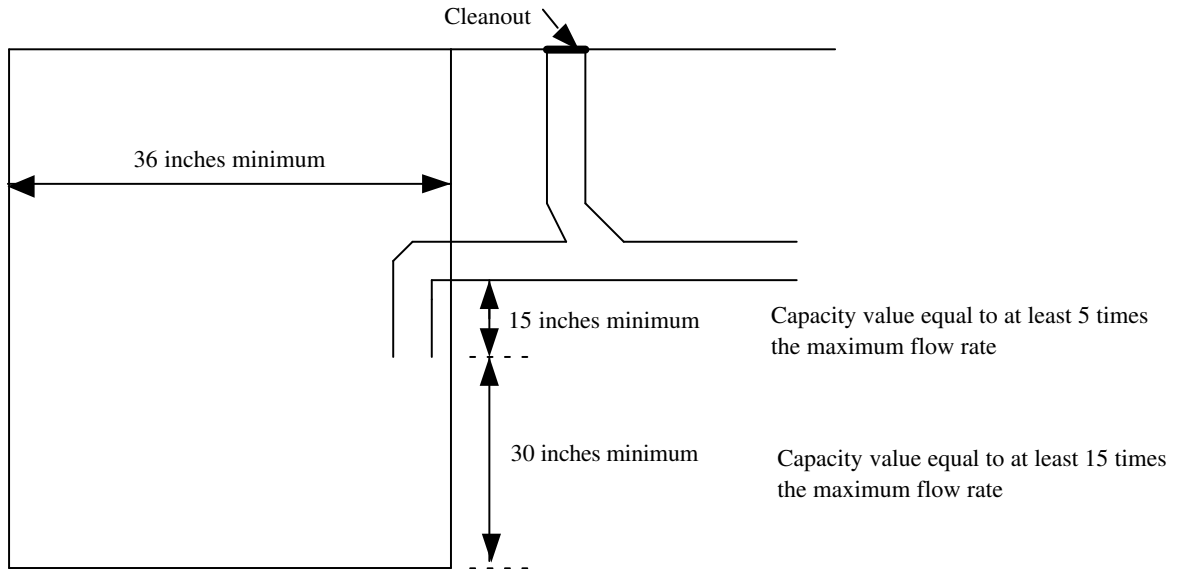 Cleanout
36 inches minimum
15 inches minimum
Capacity value equal to at least 5 times
the maximum flow rate
30 inches minimum
Capacity value equal to at least 15 times
the maximum flow rate